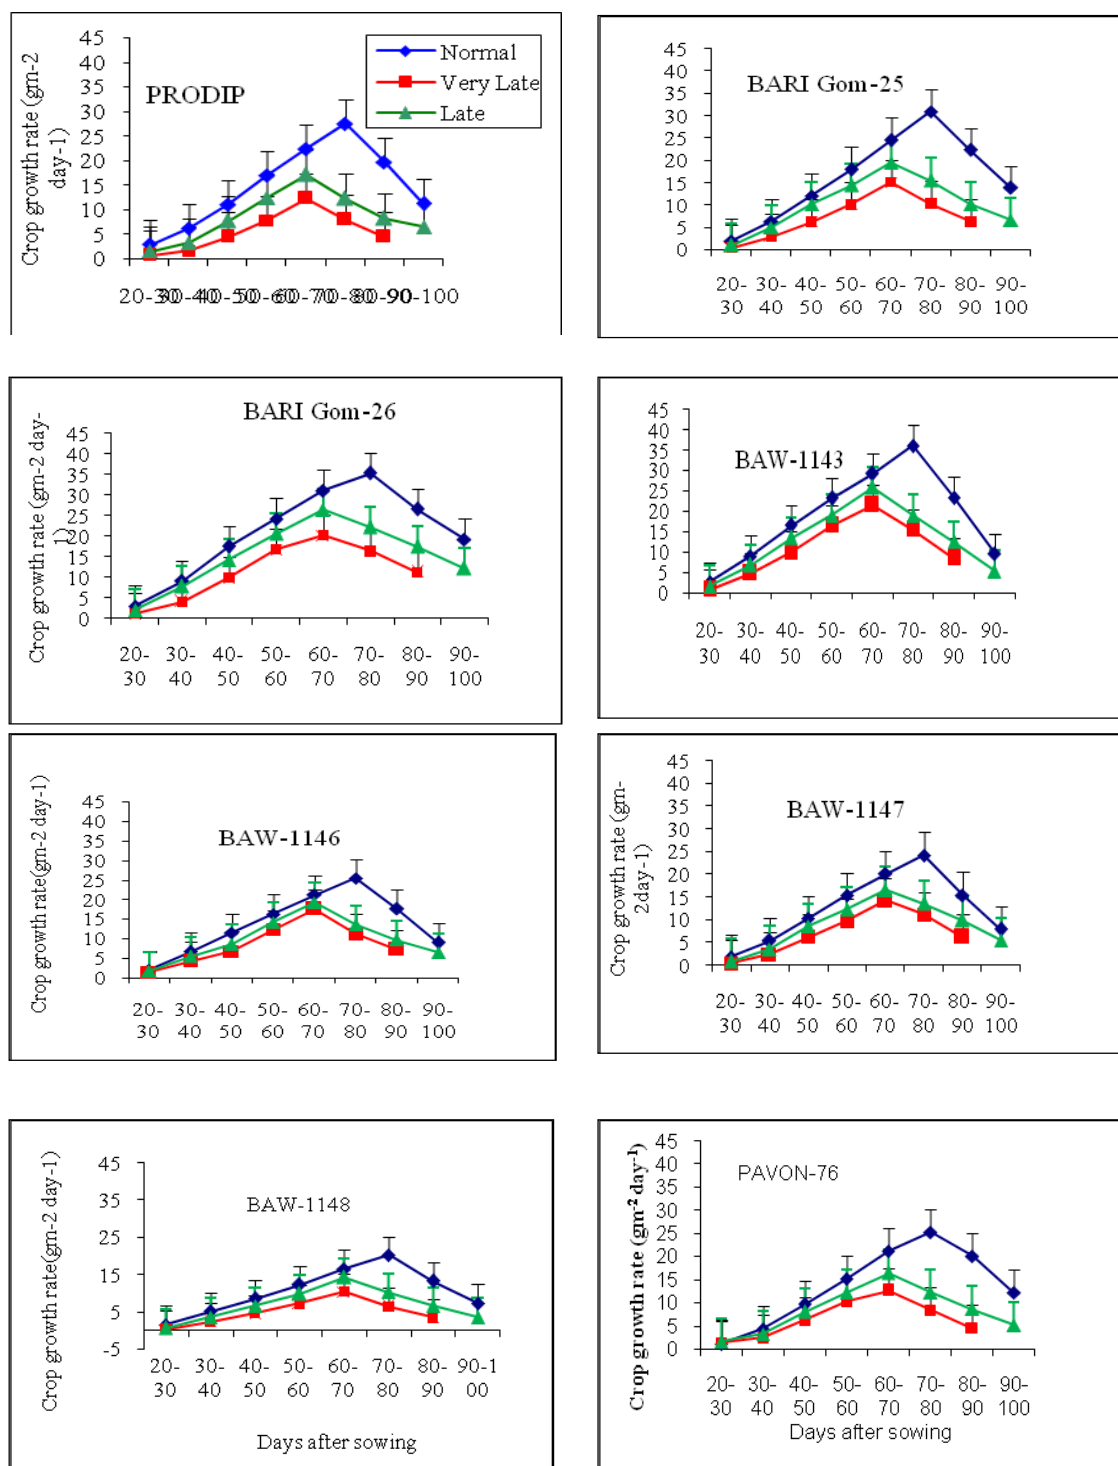 Crop growth rate (gm-2
day-1)
45
40
35
30
25
20
15
10
5
0
PRODIP
Normal
Very Late
Late
20-30 30-40 40-50 50-60 60-70 70-80 80-90 90-100
BARI Gom-25
45
40
35
30
25
20
15
10
5
0
20- 30- 40- 50- 60- 70- 80- 90-
30 40 50 60 70 80 90 100
BARI Gom-26
Crop growth rate (gm-2 day-
1)
45
40
35
30
25
20
15
10
5
0
20- 30- 40- 50- 60- 70- 80- 90-
30 40 50 60 70 80 90 100
BAW-1143
45
40
35
30
25
20
15
10
5
0
20- 30- 40- 50- 60- 70- 80- 90-
30 40 50 60 70 80 90 100
Crop growth rate(gm-2 day-1)
BAW-1146
45
40
35
30
25
20
15
10
5
0
20- 30- 40- 50- 60- 70- 80- 90-
30 40 50 60 70 80 90 100
Crop growth rate (gm-
2day-1)
BAW-1147
45
40
35
30
25
20
15
10
5
0
20- 30- 40- 50- 60- 70- 80- 90-
30 40 50 60 70 80 90 100
Crop growth rate(gm-2 day-1)
BAW-1148
45
35
25
15
5
-5
20- 30- 40- 50- 60- 70- 80- 90-1
30 40 50 60 70 80 90 00
Days after sowing
Crop growth rate (gm-2 day-1)
PAVON-76
45
40
35
30
25
20
15
10
5
0
20- 30- 40- 50- 60- 70- 80- 90-
30 40 50 60 70 80 90 100
Days after sowing